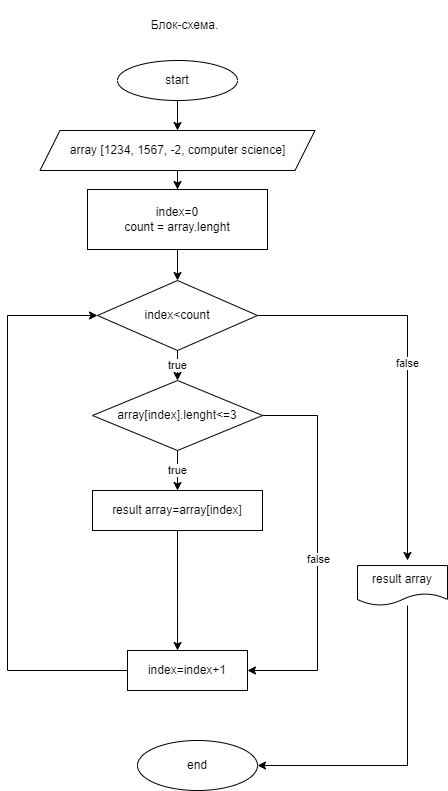 Блок-схема.
start
array [1234, 1567, -2, computer science]
index=0
count = array.lenght
index<count
true
false
array[index].lenght<=3
true
result array=array[index]
false
result array
index=index+1
end